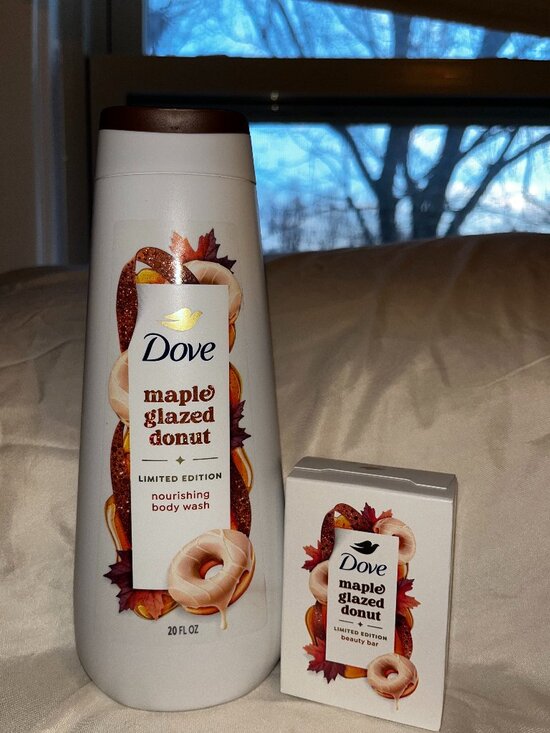 Dove
maple
glazed
donut
LIMITED EDITION
nourishing
body wash
20 FL OZ
Dove
maple
glazed
donut
LIMITED EDITION
beauty bar